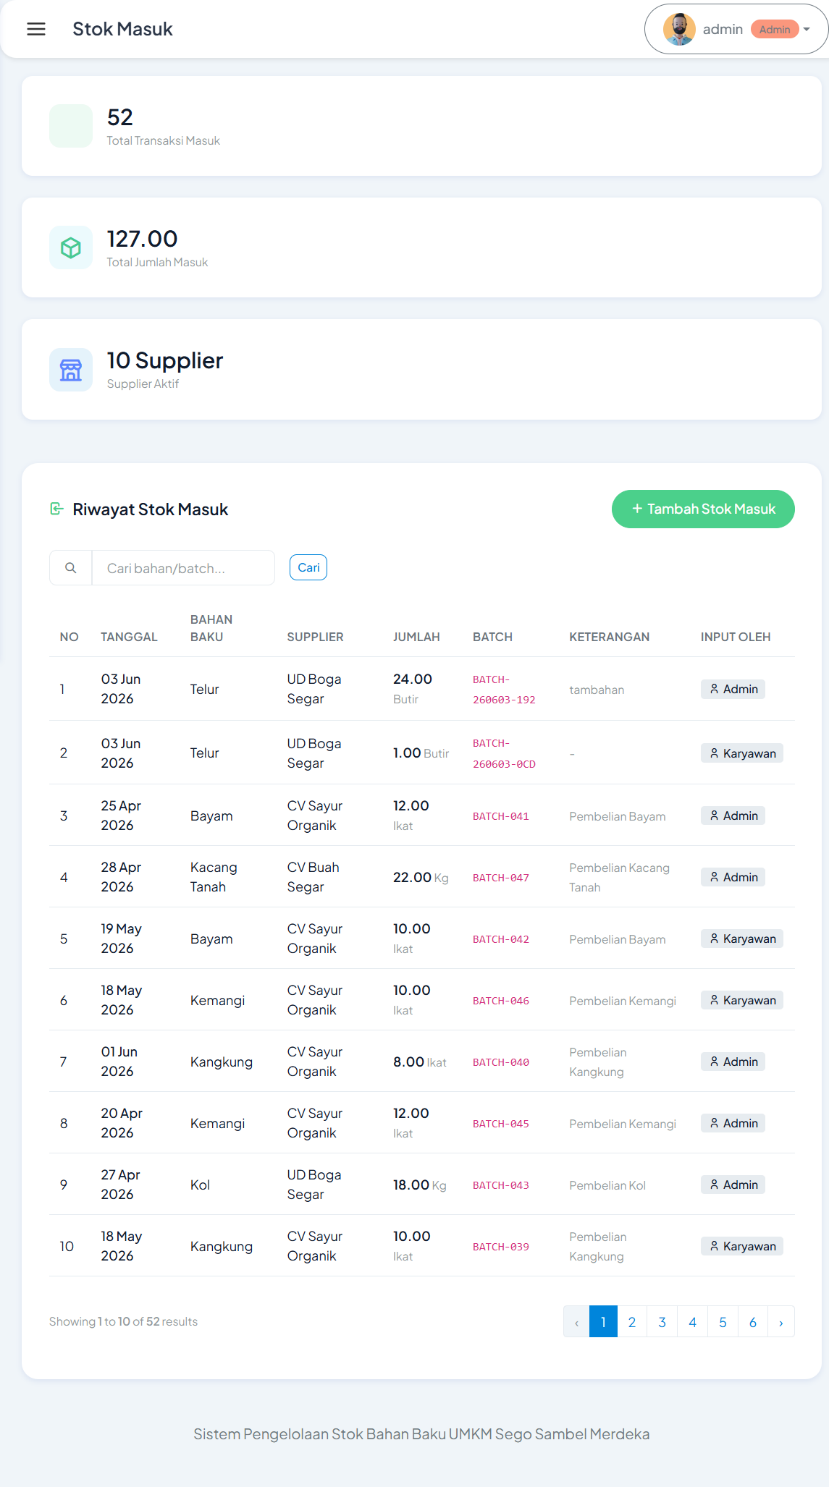 Stok Masuk
admin Admin
52
Total Transaksi Masuk
127.00
Total Jumlah Masuk
10 Supplier
Supplier Aktif
Riwayat Stok Masuk
+ Tambah Stok Masuk
Cari bahan/batch...
Cari
NO TANGGAL BAHAN BAKU SUPPLIER JUMLAH BATCH KETERANGAN INPUT OLEH
1 03 Jun 2026 Telur UD Boga Segar 24.00 Butir BATCH-260603-192 tambahan Admin
2 03 Jun 2026 Telur UD Boga Segar 1.00 Butir BATCH-260603-0CD - Karyawan
3 25 Apr 2026 Bayam CV Sayur Organik 12.00 Ikat BATCH-041 Pembelian Bayam Admin
4 28 Apr 2026 Kacang Tanah CV Buah Segar 22.00 Kg BATCH-047 Pembelian Kacang Tanah Admin
5 19 May 2026 Bayam CV Sayur Organik 10.00 Ikat BATCH-042 Pembelian Bayam Karyawan
6 18 May 2026 Kemangi CV Sayur Organik 10.00 Ikat BATCH-046 Pembelian Kemangi Karyawan
7 01 Jun 2026 Kangkung CV Sayur Organik 8.00 Ikat BATCH-040 Pembelian Kangkung Admin
8 20 Apr 2026 Kemangi CV Sayur Organik 12.00 Ikat BATCH-045 Pembelian Kemangi Admin
9 27 Apr 2026 Kol UD Boga Segar 18.00 Kg BATCH-043 Pembelian Kol Admin
10 18 May 2026 Kangkung CV Sayur Organik 10.00 Ikat BATCH-039 Pembelian Kangkung Karyawan
Showing 1 to 10 of 52 results
‹ 1 2 3 4 5 6 ›
Sistem Pengelolaan Stok Bahan Baku UMKM Sego Sambel Merdeka